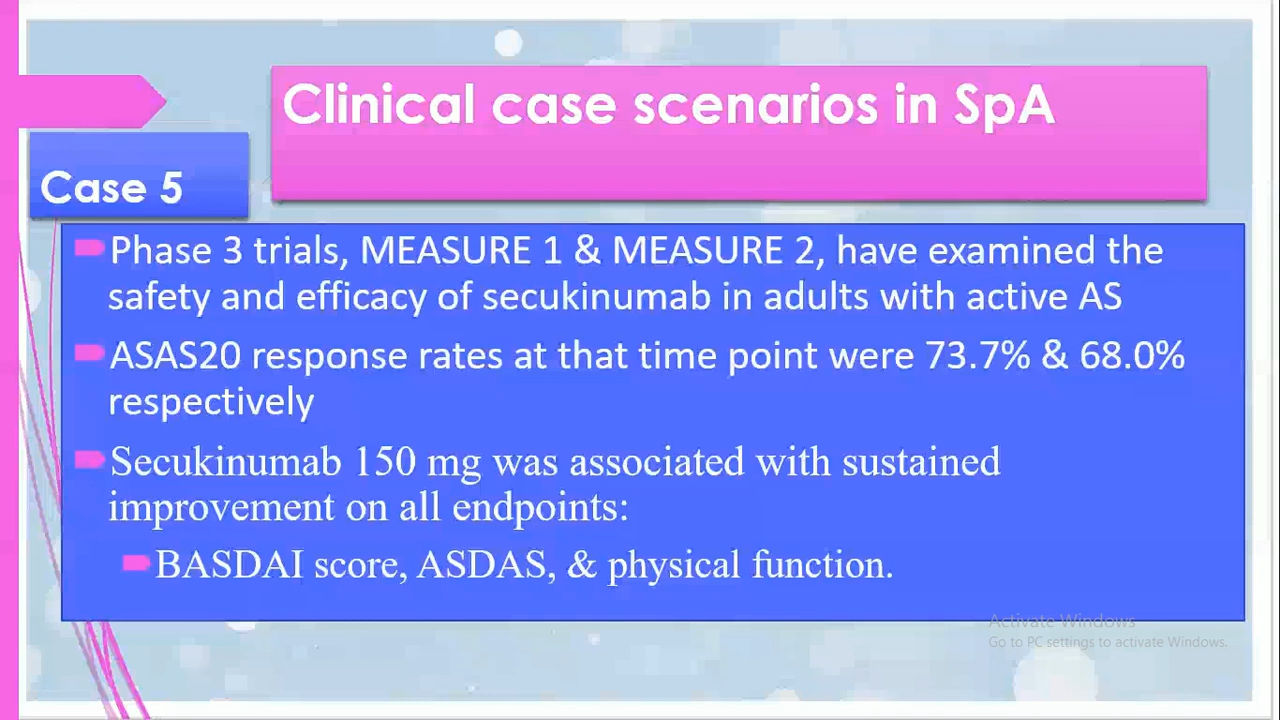 Clinical case scenarios in SpA
Case 5
Phase 3 trials, MEASURE 1 & MEASURE 2, have examined the
safety and efficacy of secukinumab in adults with active AS
ASAS20 response rates at that time point were 73.7% & 68.0%
respectively
Secukinumab 150 mg was associated with sustained
improvement on all endpoints:
BASDAI score, ASDAS, & physical function.
Activate Windows
Go to PC settings to activate Windows.